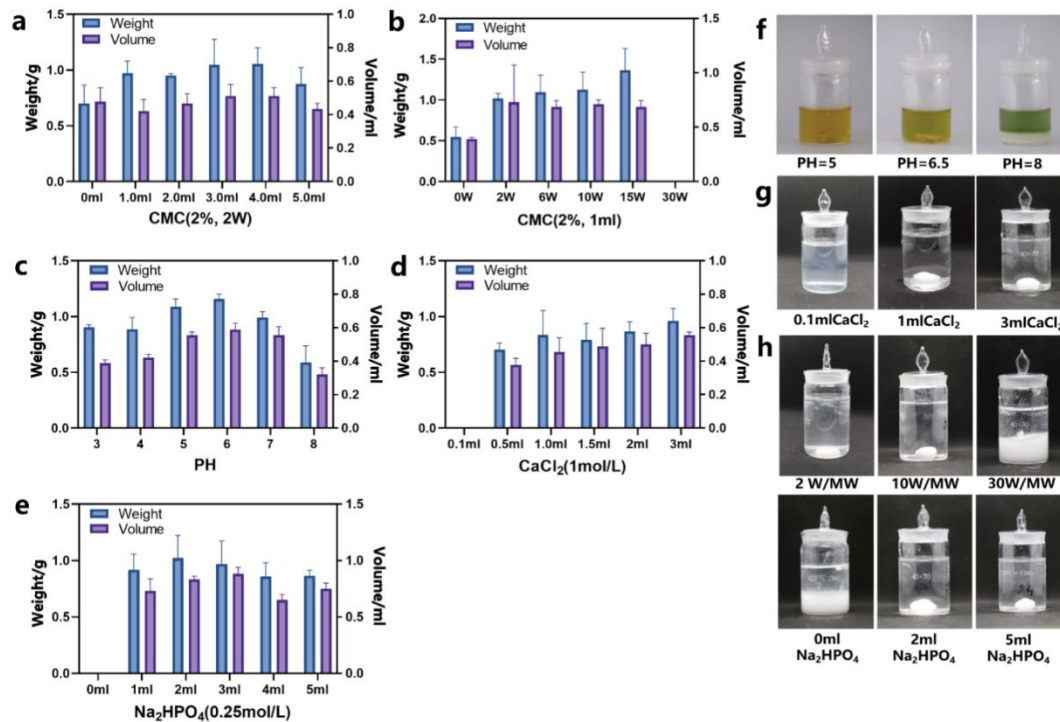 a
Weight
Volume
Weight/g
1.5
1.0
0.5
0.0
Volume/ml
1.0
0.8
0.6
0.4
0.2
0.0
0ml 1.0ml 2.0ml 3.0ml 4.0ml 5.0ml
CMC(2%, 2W)
b
Weight
Volume
Weight/g
2.0
1.5
1.0
0.5
0.0
Volume/ml
1.5
1.0
0.5
0.0
0W 2W 6W 10W 15W 30W
CMC(2%, 1ml)
c
Weight
Volume
Weight/g
1.5
1.0
0.5
0.0
Volume/ml
1.0
0.8
0.6
0.4
0.2
0.0
3 4 5 6 7 8
PH
d
Weight
Volume
Weight/g
1.5
1.0
0.5
0.0
Volume/ml
1.0
0.8
0.6
0.4
0.2
0.0
0.1ml 0.5ml 1.0ml 1.5ml 2ml 3ml
CaCl₂(1mol/L)
e
Weight
Volume
Weight/g
1.5
1.0
0.5
0.0
Volume/ml
1.5
1.0
0.5
0.0
0ml 1ml 2ml 3ml 4ml 5ml
Na₂HPO₄(0.25mol/L)
f
PH=5 PH=6.5 PH=8
g
40×70
0.1mlCaCl₂ 1mlCaCl₂ 3mlCaCl₂
h
40×70
2 W/MW 10W/MW 30W/MW
40×70
0ml 2ml 5ml
Na₂HPO₄ Na₂HPO₄ Na₂HPO₄